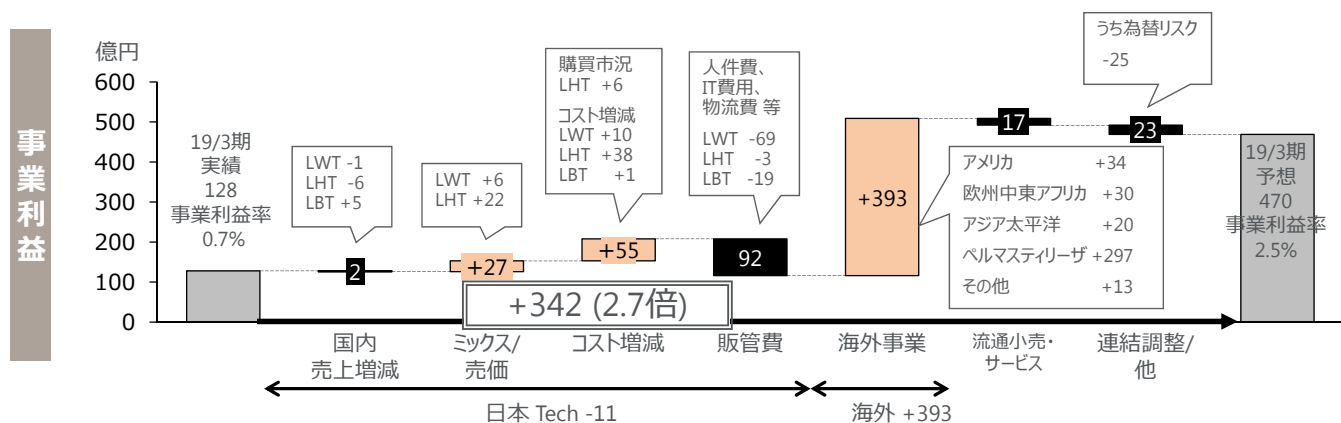 事業利益
億円
600
500
400
300
200
100
0
19/3期
実績
128
事業利益率
0.7%
LWT -1
LHT -6
LBT +5
2
LWT +6
LHT +22
+27
購買市況
LHT +6
コスト増減
LWT +10
LHT +38
LBT +1
+55
人件費、
IT費用、
物流費 等
LWT -69
LHT -3
LBT -19
92
+393
アメリカ +34
欧州中東アフリカ +30
アジア太平洋 +20
ペルマスティリーザ +297
その他 +13
17
うち為替リスク
-25
23
19/3期
予想
470
事業利益率
2.5%
+342 (2.7倍)
国内
売上増減
ミックス/
売価
コスト増減
販管費
海外事業
流通小売・
サービス
連結調整/
他
日本 Tech -11
海外 +393